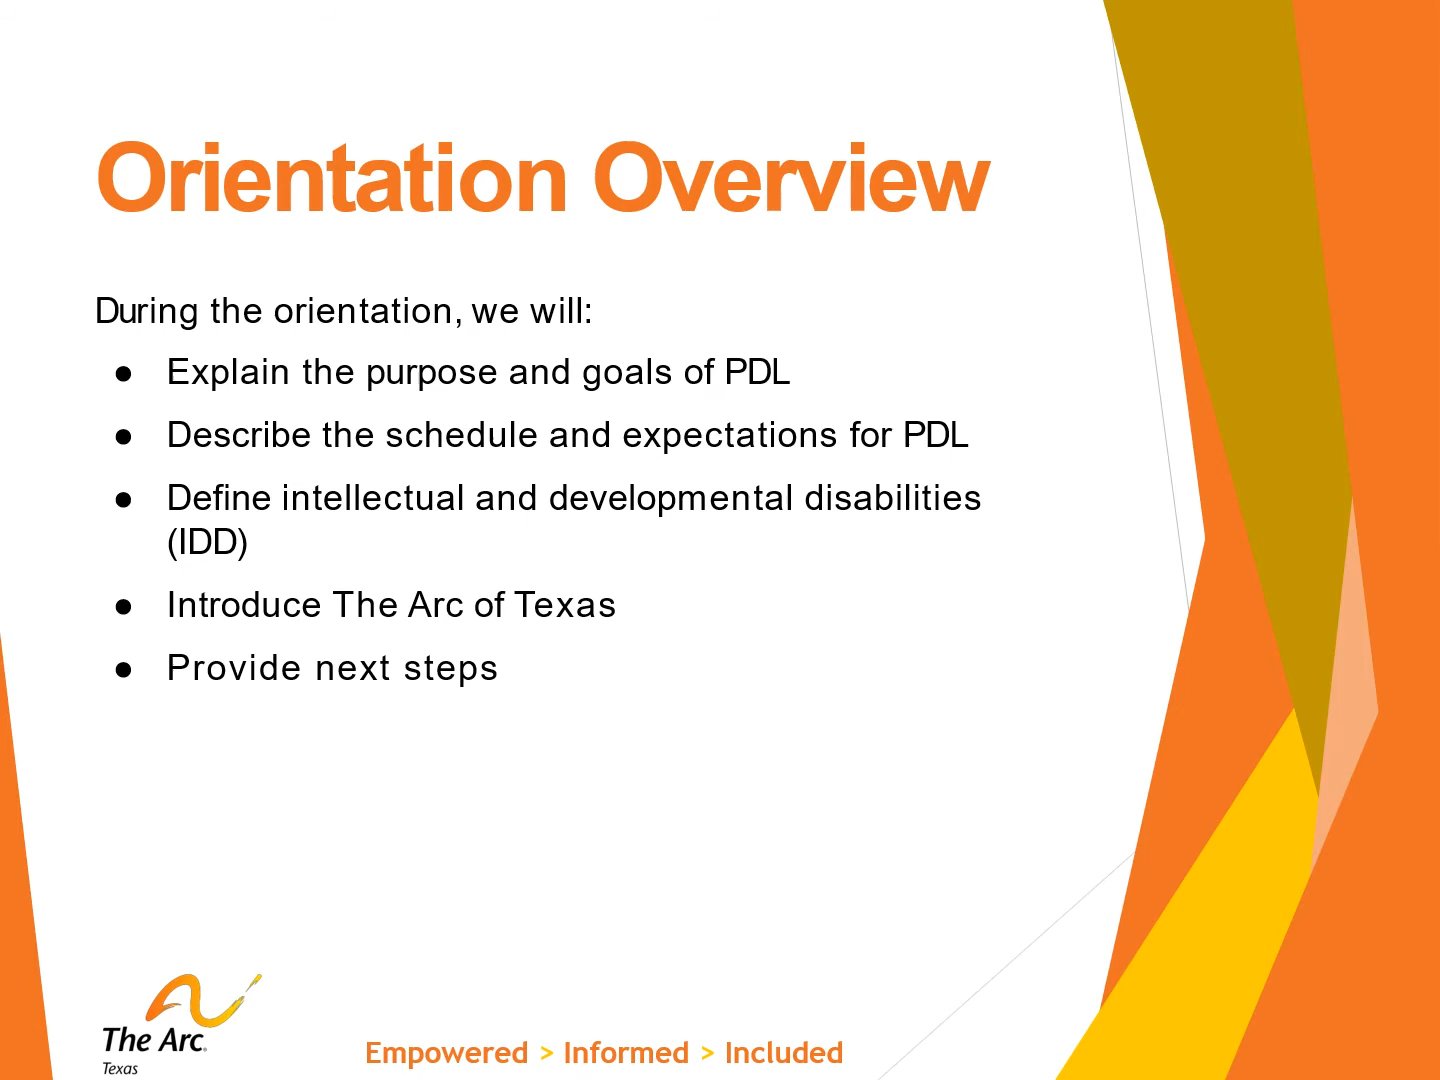 Orientation Overview
During the orientation, we will:
● Explain the purpose and goals of PDL
● Describe the schedule and expectations for PDL
● Define intellectual and developmental disabilities
(IDD)
● Introduce The Arc of Texas
● Provide next steps
The Arc.
Texas
Empowered > Informed > Included